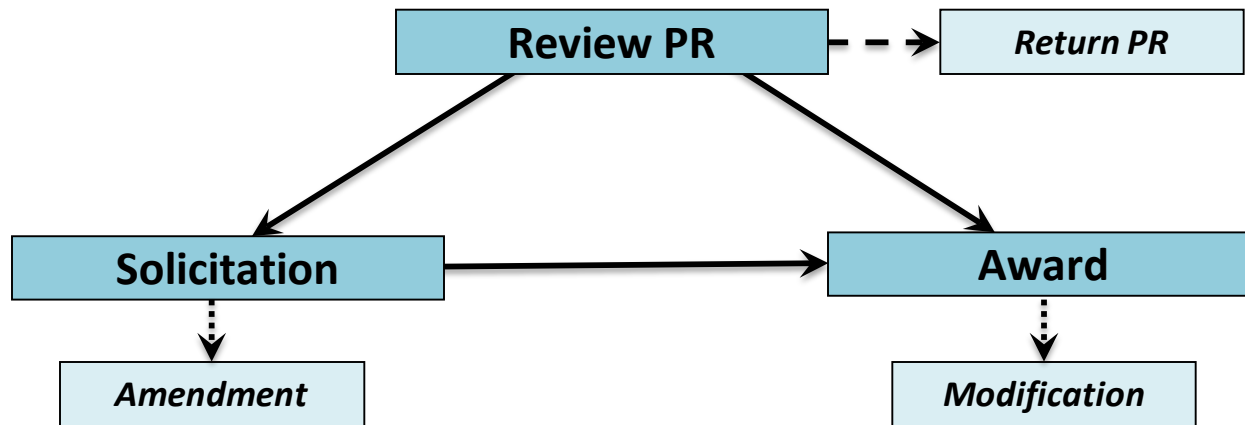 Review PR
Return PR
Solicitation
Award
Amendment
Modification